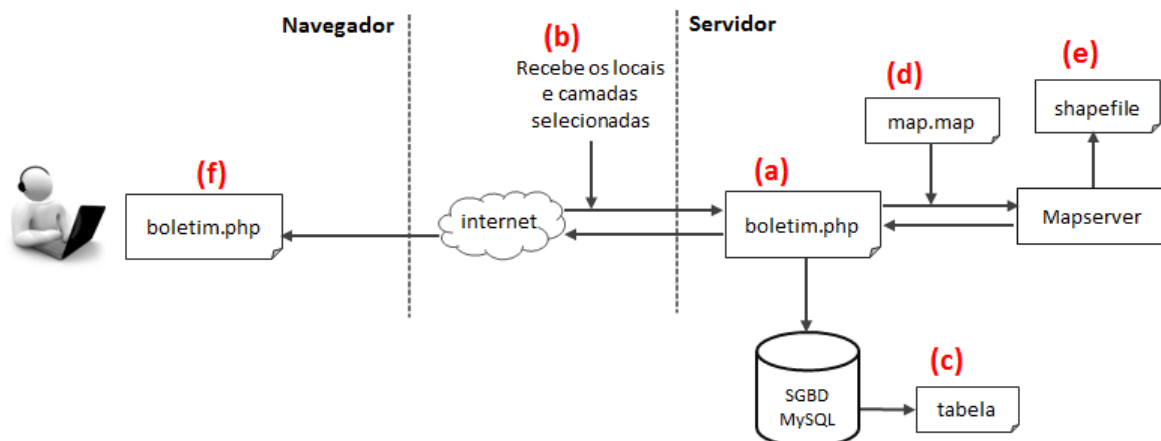 Navegador
Servidor
(b)
Recebe os locais
e camadas
selecionadas
(d)
map.map
(e)
shapefile
(f)
boletim.php
internet
(a)
boletim.php
Mapserver
SGBD
MySQL
(c)
tabela